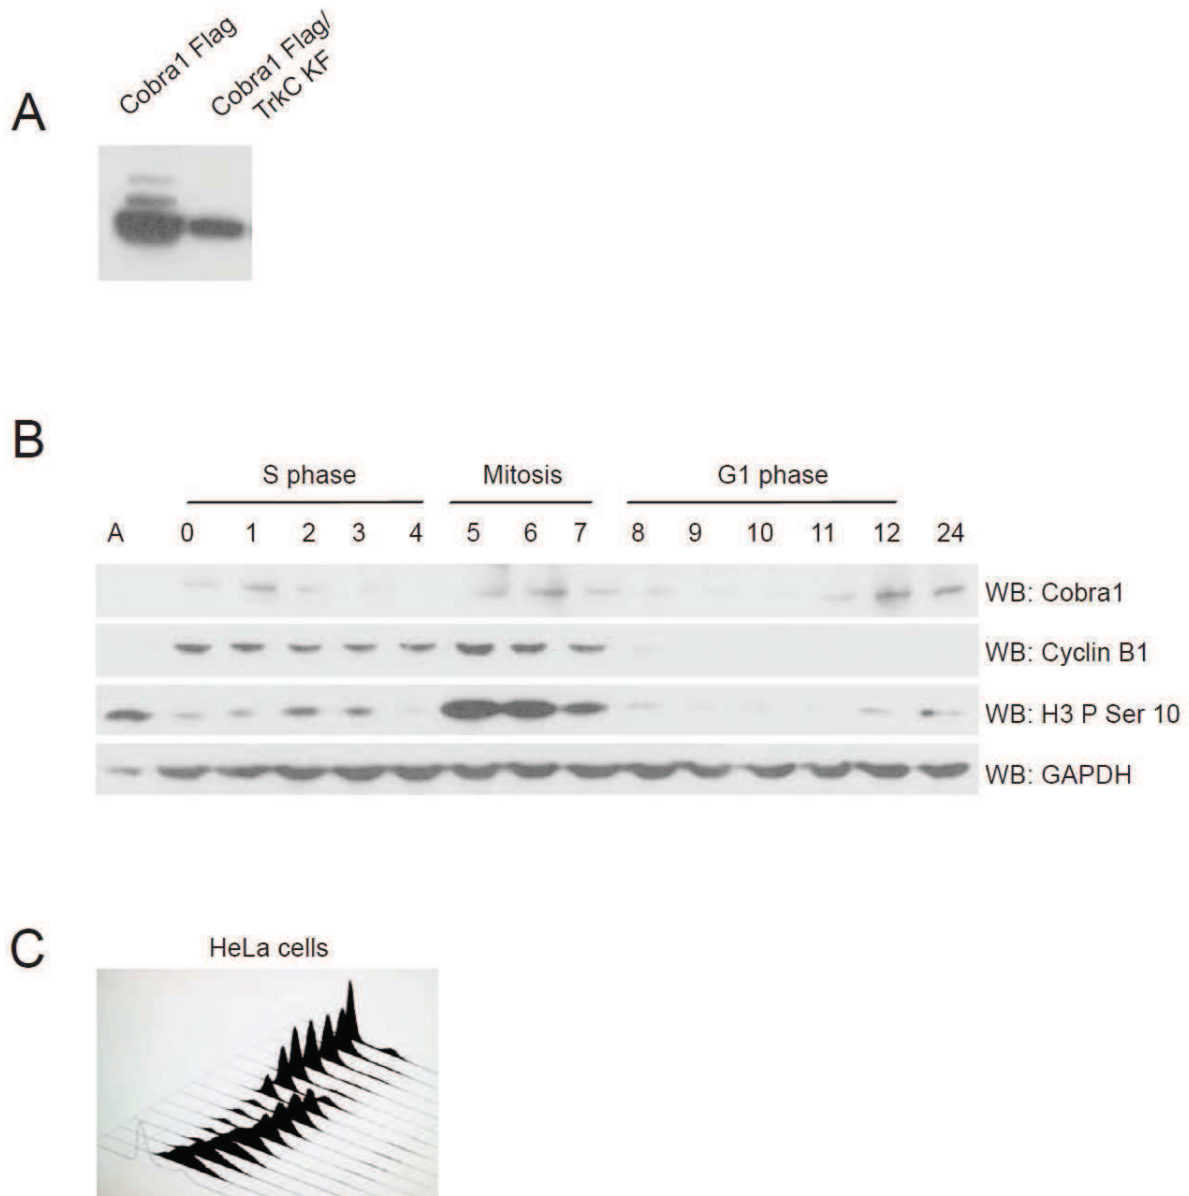 A
Cobra1 Flag
Cobra1 Flag/
TrkC KF
B
S phase Mitosis G1 phase
A 0 1 2 3 4 5 6 7 8 9 10 11 12 24
WB: Cobra1
WB: Cyclin B1
WB: H3 P Ser 10
WB: GAPDH
C
HeLa cells